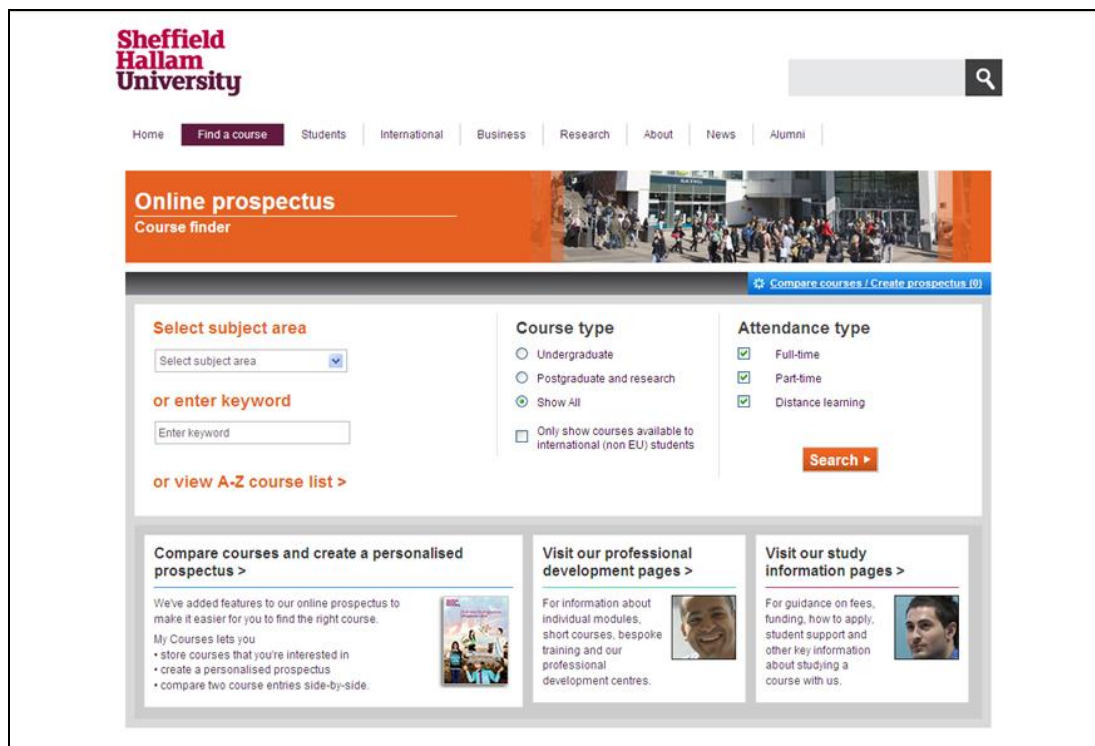 Sheffield
Hallam
University
Home Find a course Students International Business Research About News Alumni
Online prospectus
Course finder
Compare courses / Create prospectus (0)
Select subject area
Select subject area
or enter keyword
Enter keyword
or view A-Z course list >
Course type
Undergraduate
Postgraduate and research
Show All
Only show courses available to
international (non EU) students
Attendance type
Full-time
Part-time
Distance learning
Search
Compare courses and create a personalised
prospectus >
We've added features to our online prospectus to
make it easier for you to find the right course.
My Courses lets you
• store courses that you're interested in
• create a personalised prospectus
• compare two course entries side-by-side.
Visit our professional
development pages >
For information about
individual modules,
short courses, bespoke
training and our
professional
development centres.
Visit our study
information pages >
For guidance on fees,
funding, how to apply,
student support and
other key information
about studying a
course with us.